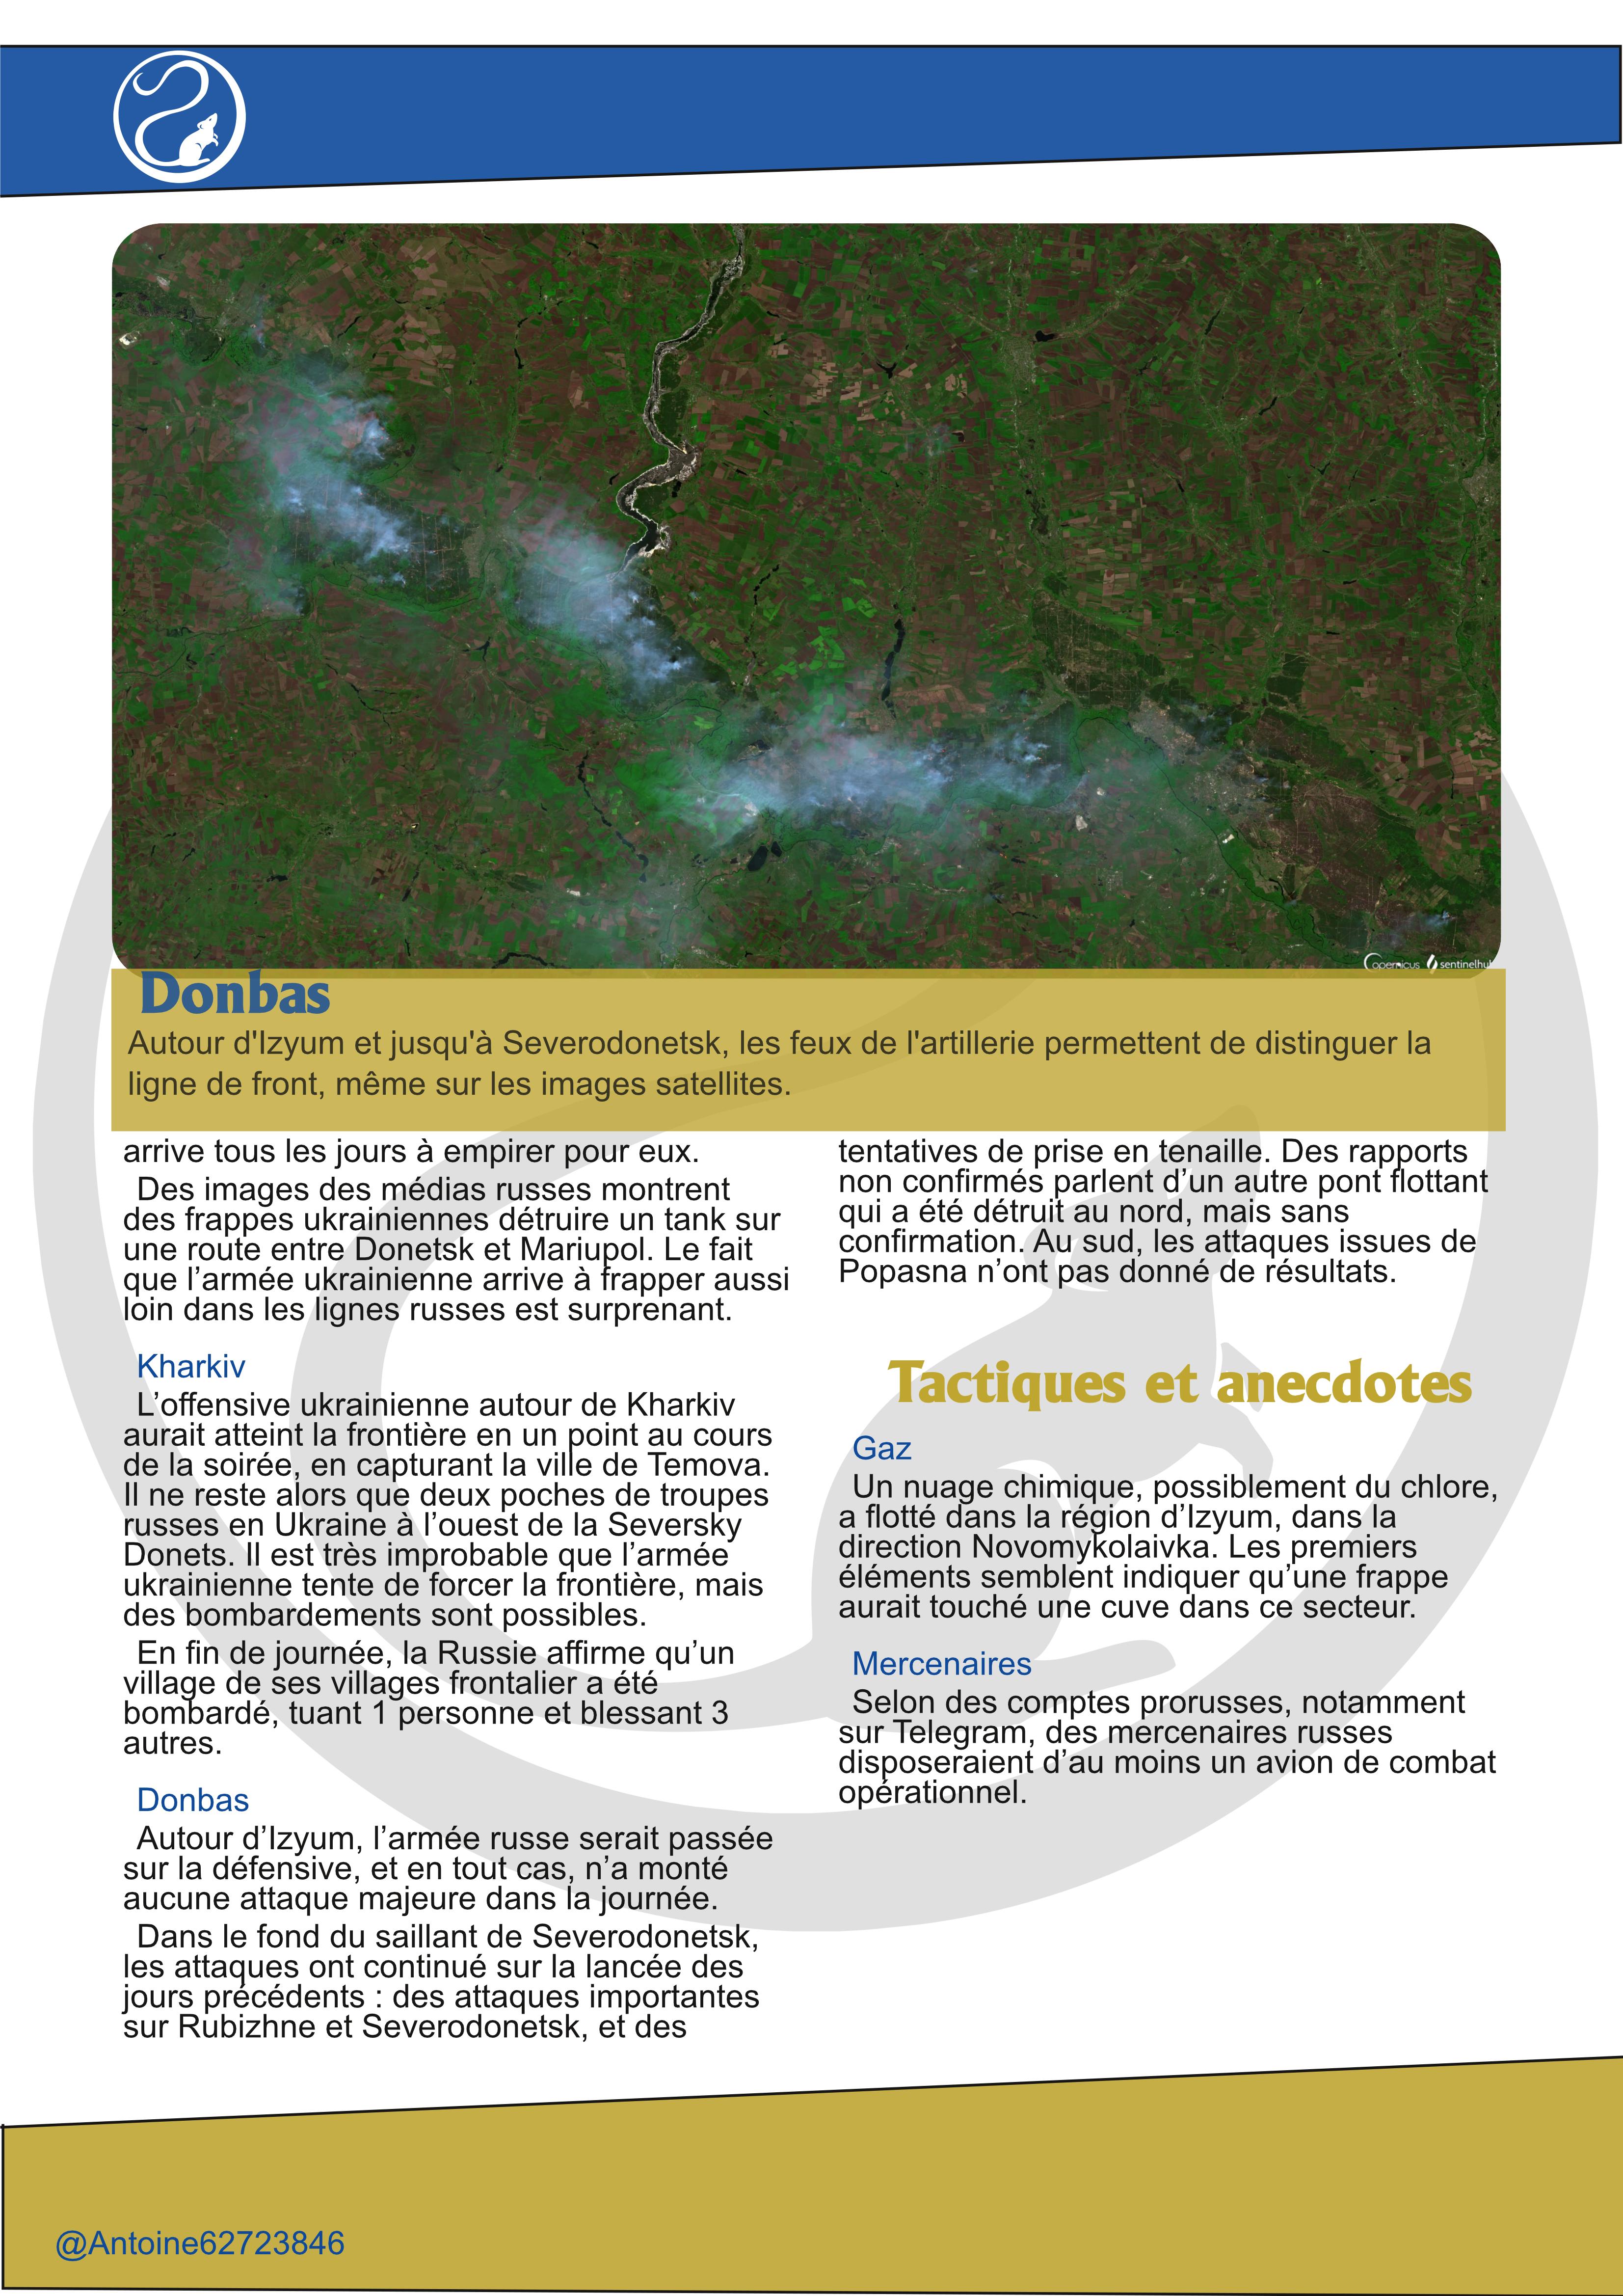 Copernicus sentinelhub
Donbas
Autour d'Izyum et jusqu'à Severodonetsk, les feux de l'artillerie permettent de distinguer la
ligne de front, même sur les images satellites.
arrive tous les jours à empirer pour eux.
Des images des médias russes montrent
des frappes ukrainiennes détruire un tank sur
une route entre Donetsk et Mariupol. Le fait
que l’armée ukrainienne arrive à frapper aussi
loin dans les lignes russes est surprenant.
Kharkiv
L’offensive ukrainienne autour de Kharkiv
aurait atteint la frontière en un point au cours
de la soirée, en capturant la ville de Temova.
Il ne reste alors que deux poches de troupes
russes en Ukraine à l’ouest de la Seversky
Donets. Il est très improbable que l’armée
ukrainienne tente de forcer la frontière, mais
des bombardements sont possibles.
En fin de journée, la Russie affirme qu’un
village de ses villages frontalier a été
bombardé, tuant 1 personne et blessant 3
autres.
Donbas
Autour d’Izyum, l’armée russe serait passée
sur la défensive, et en tout cas, n’a monté
aucune attaque majeure dans la journée.
Dans le fond du saillant de Severodonetsk,
les attaques ont continué sur la lancée des
jours précédents : des attaques importantes
sur Rubizhne et Severodonetsk, et des
tentatives de prise en tenaille. Des rapports
non confirmés parlent d’un autre pont flottant
qui a été détruit au nord, mais sans
confirmation. Au sud, les attaques issues de
Popasna n’ont pas donné de résultats.
Tactiques et anecdotes
Gaz
Un nuage chimique, possiblement du chlore,
a flotté dans la région d’Izyum, dans la
direction Novomykolaivka. Les premiers
éléments semblent indiquer qu’une frappe
aurait touché une cuve dans ce secteur.
Mercenaires
Selon des comptes prorusses, notamment
sur Telegram, des mercenaires russes
disposeraient d’au moins un avion de combat
opérationnel.
@Antoine62723846